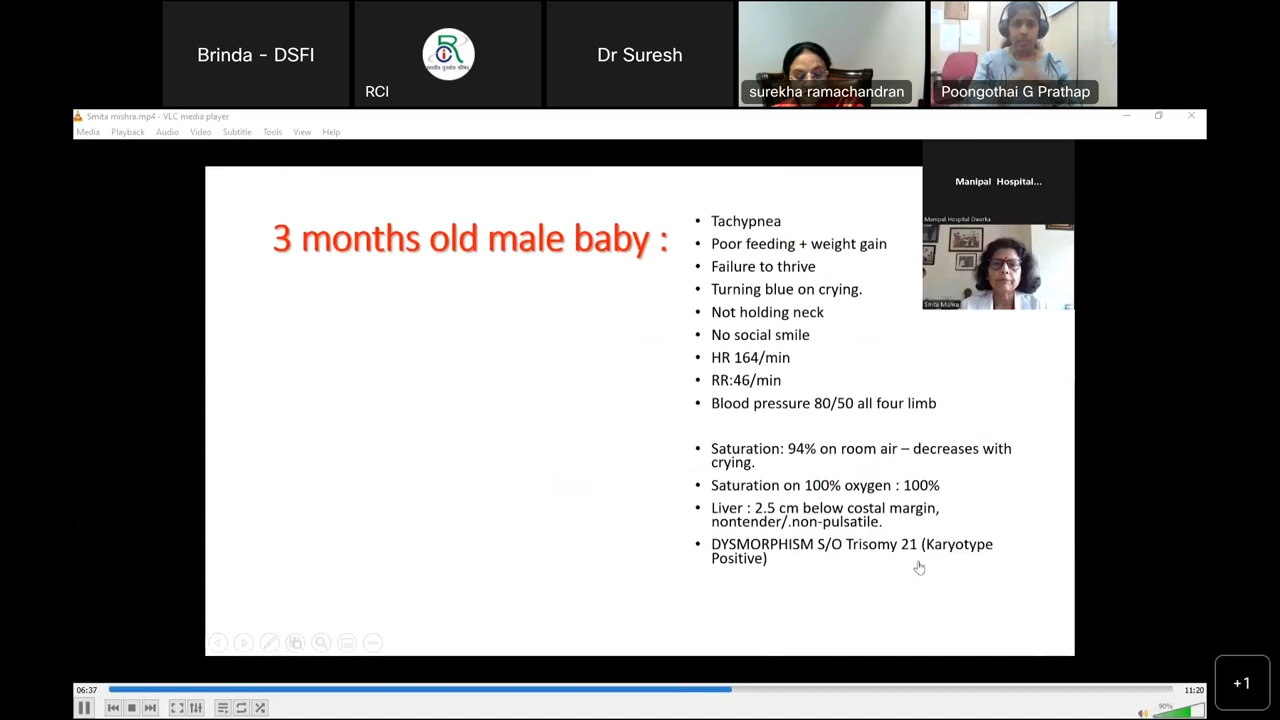 Brinda - DSFI
RCI
Dr Suresh
surekha ramachandran
Poongothai G Prathap
Smita mishra.mp4 - VLC media player
Media Playback Audio Video Subtitle Tools View Help
Manipal Hospital...
Manipal Hospital Dwarka
Smita Mishra
3 months old male baby :
• Tachypnea
• Poor feeding + weight gain
• Failure to thrive
• Turning blue on crying.
• Not holding neck
• No social smile
• HR 164/min
• RR:46/min
• Blood pressure 80/50 all four limb
• Saturation: 94% on room air – decreases with
crying.
• Saturation on 100% oxygen : 100%
• Liver : 2.5 cm below costal margin,
nontender/.non-pulsatile.
• DYSMORPHISM S/O Trisomy 21 (Karyotype
Positive)
06:37
11:20
90%
+1